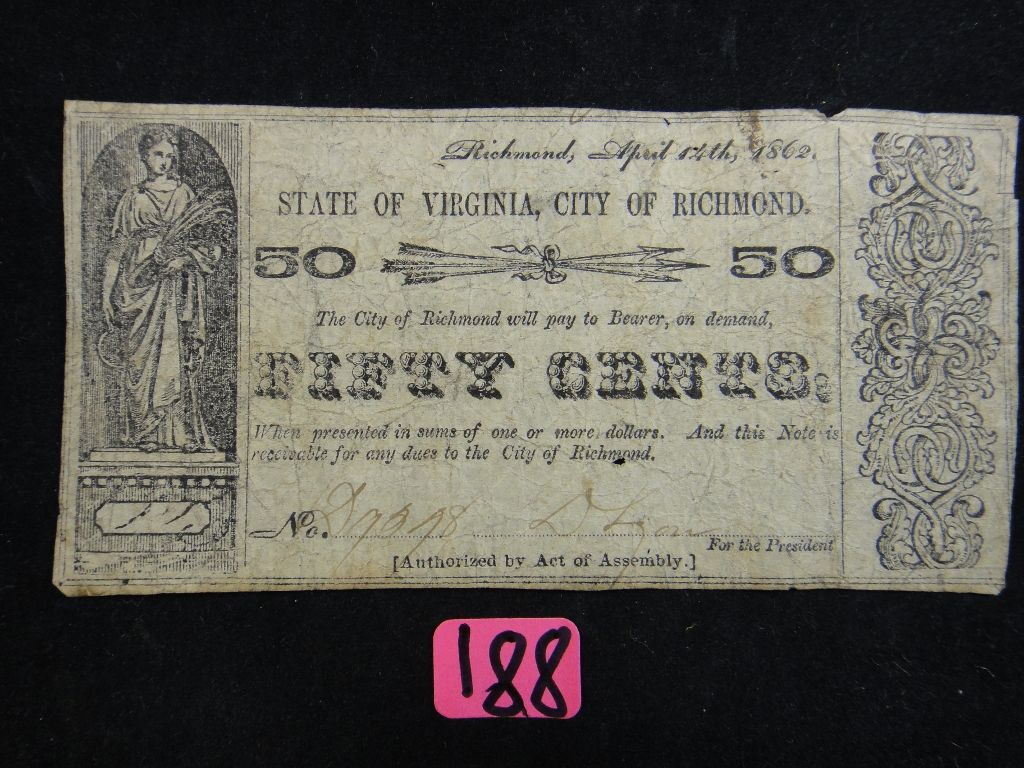 Richmond, April 14th, 1862.
STATE OF VIRGINIA, CITY OF RICHMOND.
50 50
The City of Richmond will pay to Bearer, on demand,
FIFTY CENTS.
When presented in sums of one or more dollars. And this Note is
receivable for any dues to the City of Richmond.
No.
For the President
[Authorized by Act of Assembly.]
188